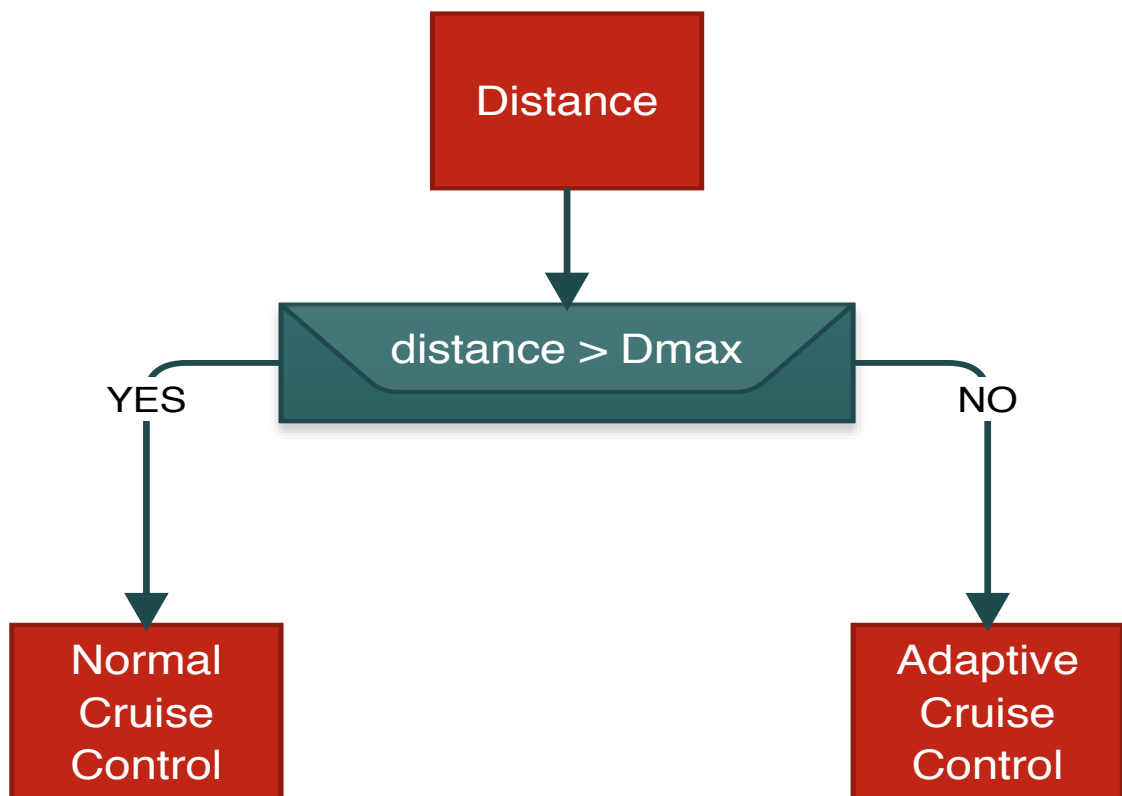 Distance
distance > Dmax
YES
NO
Normal
Cruise
Control
Adaptive
Cruise
Control